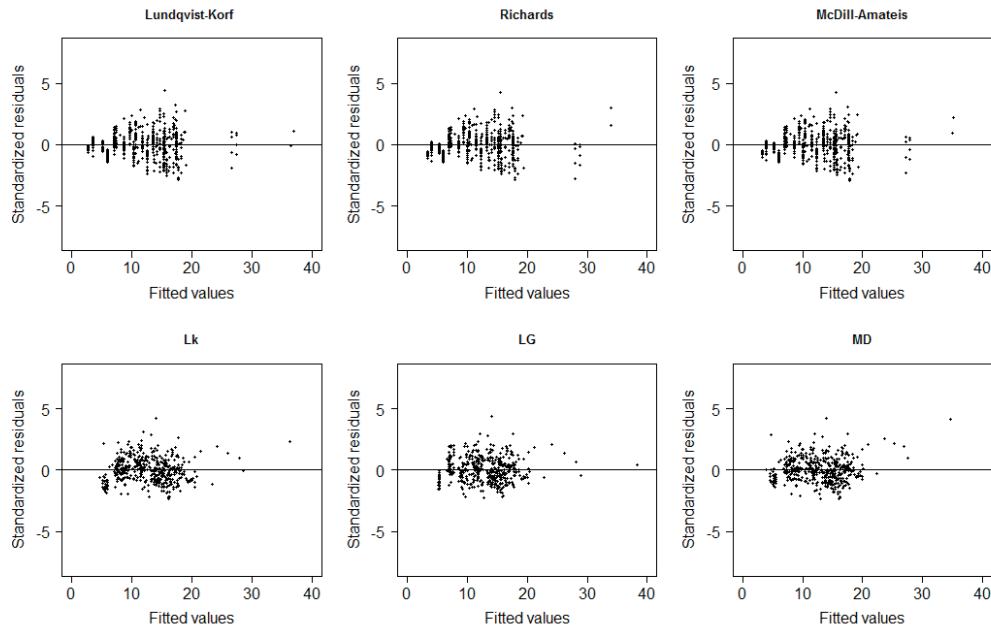 Lundqvist-Korf
Richards
McDill-Amateis
Standardized residuals
5
0
-5
0 10 20 30 40
Fitted values
Standardized residuals
5
0
-5
0 10 20 30 40
Fitted values
Standardized residuals
5
0
-5
0 10 20 30 40
Fitted values
Lk
LG
MD
Standardized residuals
5
0
-5
0 10 20 30 40
Fitted values
Standardized residuals
5
0
-5
0 10 20 30 40
Fitted values
Standardized residuals
5
0
-5
0 10 20 30 40
Fitted values